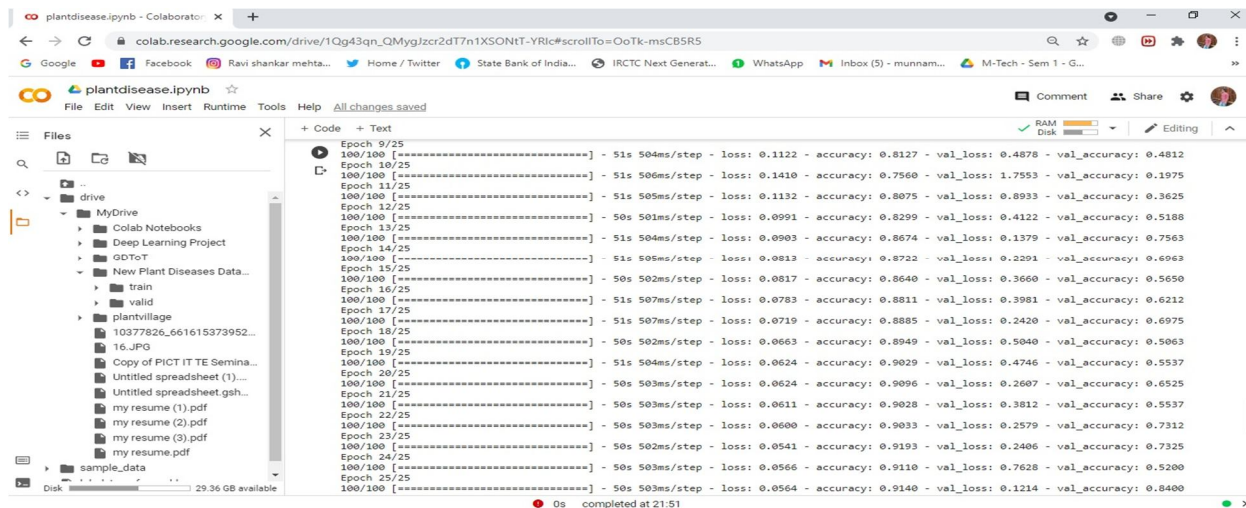 plantdisease.ipynb - Colaborator
colab.research.google.com/drive/1Qg43qn_QMygJzcr2dT7n1XSONtT-YRlc#scrollTo=OoTk-msCB5R5
Google Facebook Ravi shankar mehta... Home / Twitter State Bank of India... IRCTC Next Generat... WhatsApp Inbox (5) - munnam... M-Tech - Sem 1 - G...
plantdisease.ipynb
File Edit View Insert Runtime Tools Help All changes saved
Comment Share
Files
+ Code + Text
RAM
Disk
Editing
..
drive
MyDrive
Colab Notebooks
Deep Learning Project
GDToT
New Plant Diseases Data...
train
valid
plantvillage
10377826_661615373952...
16.JPG
Copy of PICT IT TE Semina...
Untitled spreadsheet (1)....
Untitled spreadsheet.gsh...
my resume (1).pdf
my resume (2).pdf
my resume (3).pdf
my resume.pdf
sample_data
Disk 29.36 GB available
Epoch 9/25
100/100 [==============================] - 51s 504ms/step - loss: 0.1122 - accuracy: 0.8127 - val_loss: 0.4878 - val_accuracy: 0.4812
Epoch 10/25
100/100 [==============================] - 51s 506ms/step - loss: 0.1410 - accuracy: 0.7560 - val_loss: 1.7553 - val_accuracy: 0.1975
Epoch 11/25
100/100 [==============================] - 51s 505ms/step - loss: 0.1132 - accuracy: 0.8075 - val_loss: 0.8933 - val_accuracy: 0.3625
Epoch 12/25
100/100 [==============================] - 50s 501ms/step - loss: 0.0991 - accuracy: 0.8299 - val_loss: 0.4122 - val_accuracy: 0.5188
Epoch 13/25
100/100 [==============================] - 51s 504ms/step - loss: 0.0903 - accuracy: 0.8674 - val_loss: 0.1379 - val_accuracy: 0.7563
Epoch 14/25
100/100 [==============================] - 51s 505ms/step - loss: 0.0813 - accuracy: 0.8722 - val_loss: 0.2291 - val_accuracy: 0.6963
Epoch 15/25
100/100 [==============================] - 50s 502ms/step - loss: 0.0817 - accuracy: 0.8640 - val_loss: 0.3660 - val_accuracy: 0.5650
Epoch 16/25
100/100 [==============================] - 51s 507ms/step - loss: 0.0783 - accuracy: 0.8811 - val_loss: 0.3981 - val_accuracy: 0.6212
Epoch 17/25
100/100 [==============================] - 51s 507ms/step - loss: 0.0719 - accuracy: 0.8885 - val_loss: 0.2420 - val_accuracy: 0.6975
Epoch 18/25
100/100 [==============================] - 50s 502ms/step - loss: 0.0663 - accuracy: 0.8949 - val_loss: 0.5040 - val_accuracy: 0.5063
Epoch 19/25
100/100 [==============================] - 51s 504ms/step - loss: 0.0624 - accuracy: 0.9029 - val_loss: 0.4746 - val_accuracy: 0.5537
Epoch 20/25
100/100 [==============================] - 50s 503ms/step - loss: 0.0624 - accuracy: 0.9096 - val_loss: 0.2607 - val_accuracy: 0.6525
Epoch 21/25
100/100 [==============================] - 50s 503ms/step - loss: 0.0611 - accuracy: 0.9028 - val_loss: 0.3812 - val_accuracy: 0.5537
Epoch 22/25
100/100 [==============================] - 50s 503ms/step - loss: 0.0600 - accuracy: 0.9033 - val_loss: 0.2579 - val_accuracy: 0.7312
Epoch 23/25
100/100 [==============================] - 50s 502ms/step - loss: 0.0541 - accuracy: 0.9193 - val_loss: 0.2406 - val_accuracy: 0.7325
Epoch 24/25
100/100 [==============================] - 50s 503ms/step - loss: 0.0566 - accuracy: 0.9110 - val_loss: 0.7628 - val_accuracy: 0.5200
Epoch 25/25
100/100 [==============================] - 50s 503ms/step - loss: 0.0564 - accuracy: 0.9140 - val_loss: 0.1214 - val_accuracy: 0.8400
0s completed at 21:51